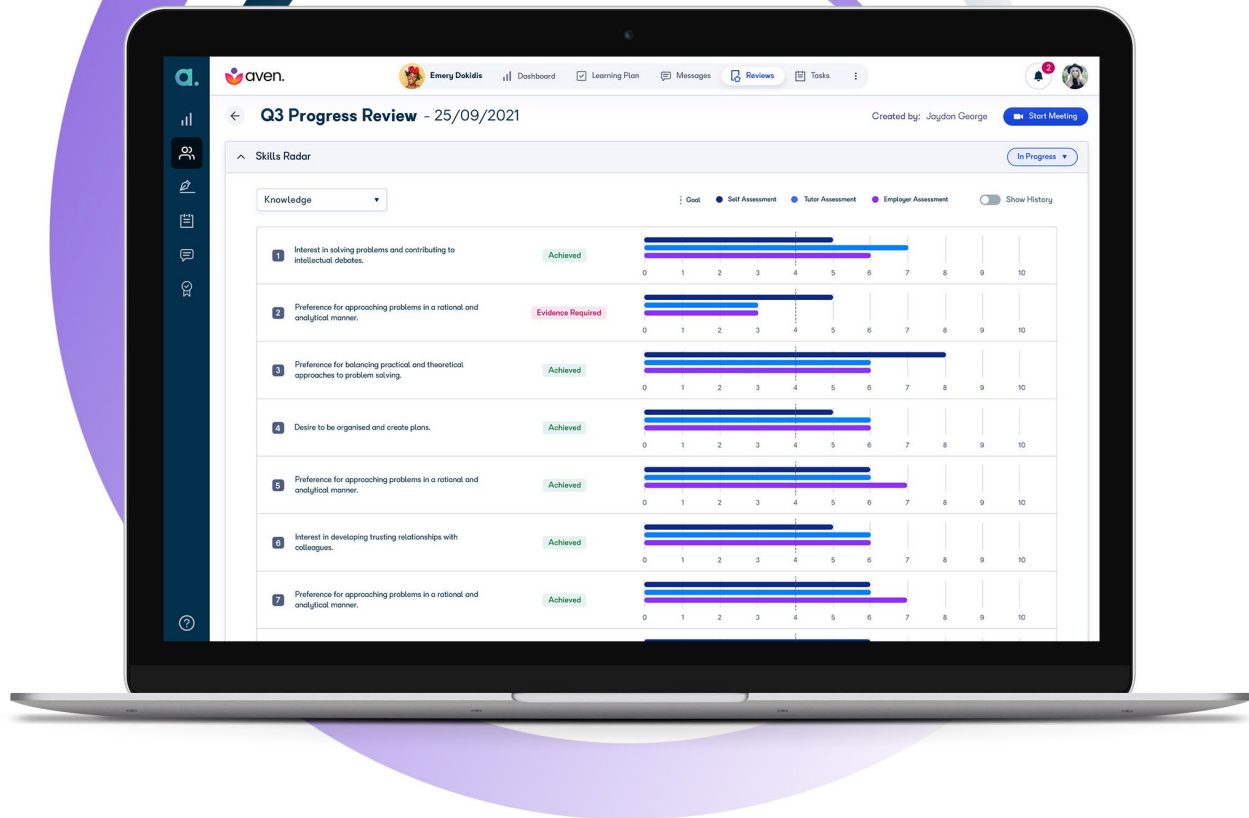 a.
aven.
Emery Dokidis
Dashboard
Learning Plan
Messages
Reviews
Tasks
2
Q3 Progress Review - 25/09/2021
Created by: Jaydon George
Start Meeting
Skills Radar
In Progress
Knowledge
Goal
Self Assessment
Tutor Assessment
Employer Assessment
Show History
1
Interest in solving problems and contributing to
intellectual debates.
Achieved
0 1 2 3 4 5 6 7 8 9 10
2
Preference for approaching problems in a rational and
analytical manner.
Evidence Required
0 1 2 3 4 5 6 7 8 9 10
3
Preference for balancing practical and theoretical
approaches to problem solving.
Achieved
0 1 2 3 4 5 6 7 8 9 10
4
Desire to be organised and create plans.
Achieved
0 1 2 3 4 5 6 7 8 9 10
5
Preference for approaching problems in a rational and
analytical manner.
Achieved
0 1 2 3 4 5 6 7 8 9 10
6
Interest in developing trusting relationships with
colleagues.
Achieved
0 1 2 3 4 5 6 7 8 9 10
7
Preference for approaching problems in a rational and
analytical manner.
Achieved
0 1 2 3 4 5 6 7 8 9 10
?